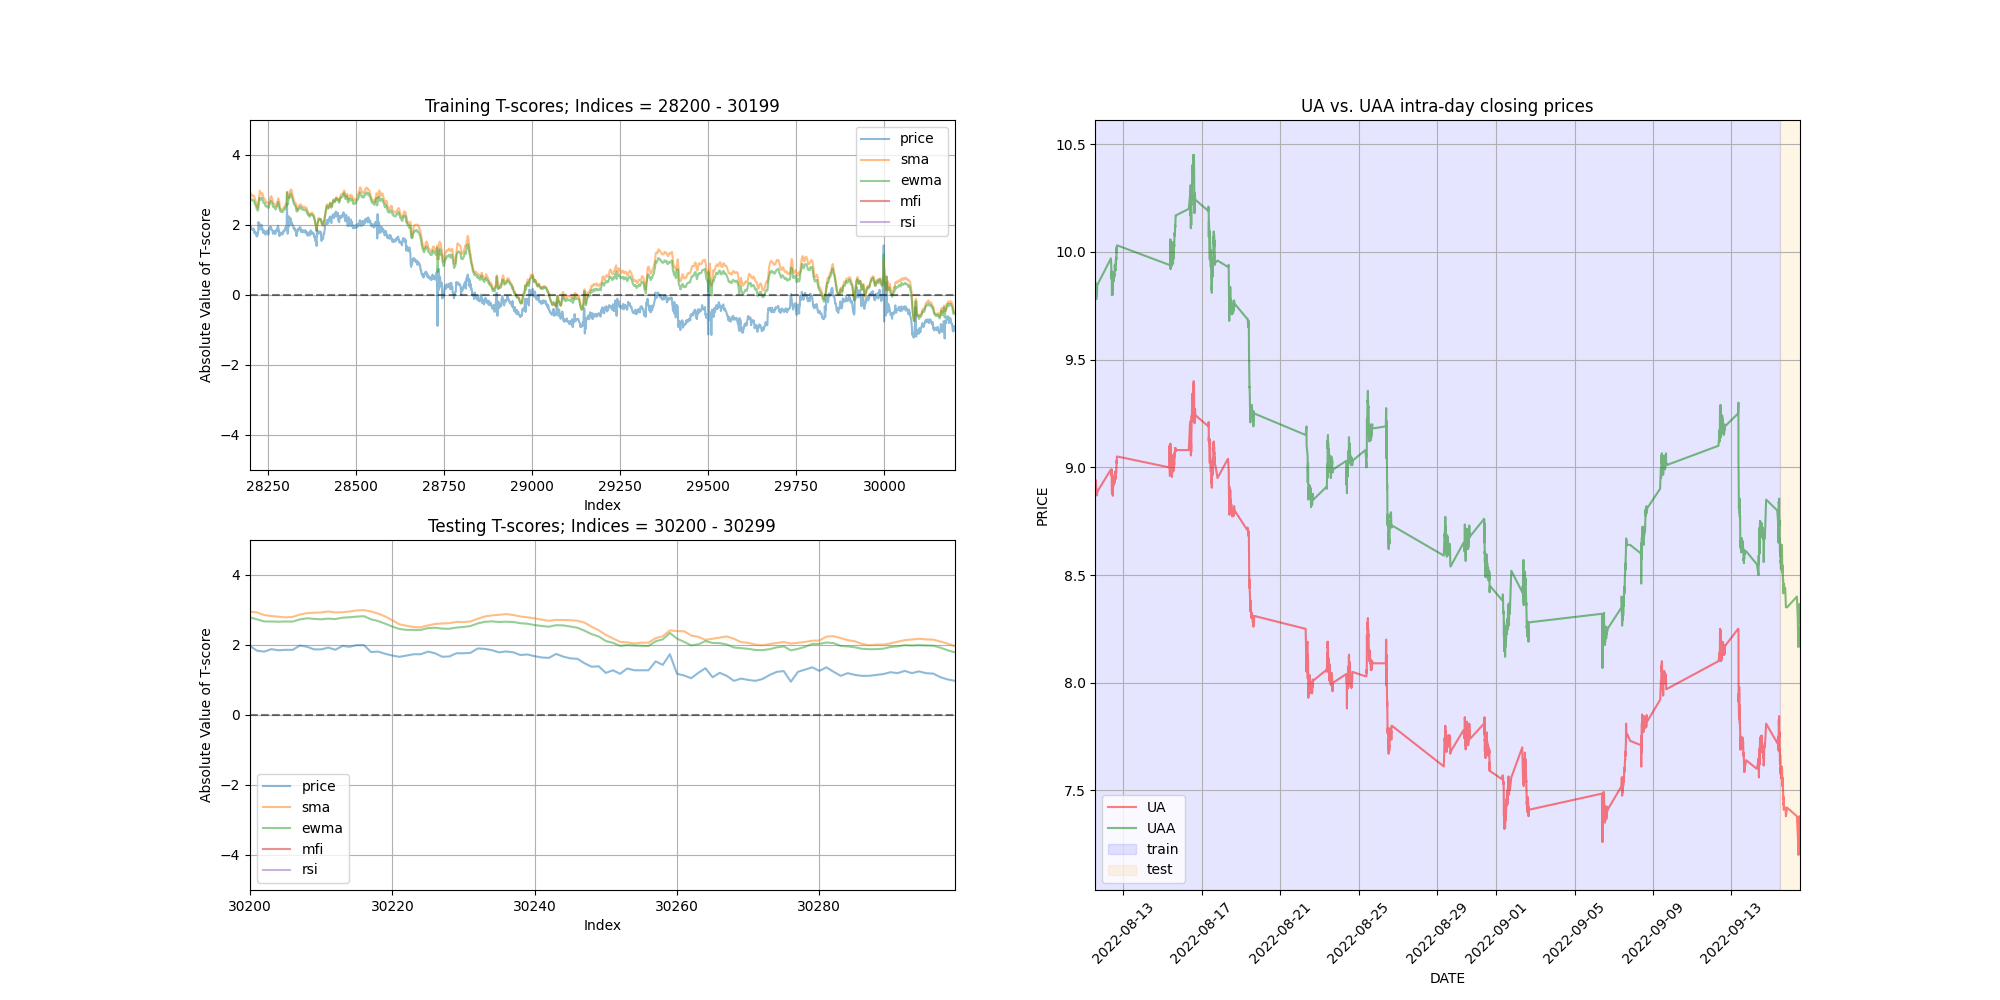 Training T-scores; Indices = 28200 - 30199
4
2
0
−2
−4
Absolute Value of T-score
price
sma
ewma
mfi
rsi
28250 28500 28750 29000 29250 29500 29750 30000
Index
Testing T-scores; Indices = 30200 - 30299
4
2
0
−2
−4
Absolute Value of T-score
price
sma
ewma
mfi
rsi
30200 30220 30240 30260 30280
Index
UA vs. UAA intra-day closing prices
10.5
10.0
9.5
9.0
8.5
8.0
7.5
PRICE
UA
UAA
train
test
2022-08-13 2022-08-17 2022-08-21 2022-08-25 2022-08-29 2022-09-01 2022-09-05 2022-09-09 2022-09-13
DATE